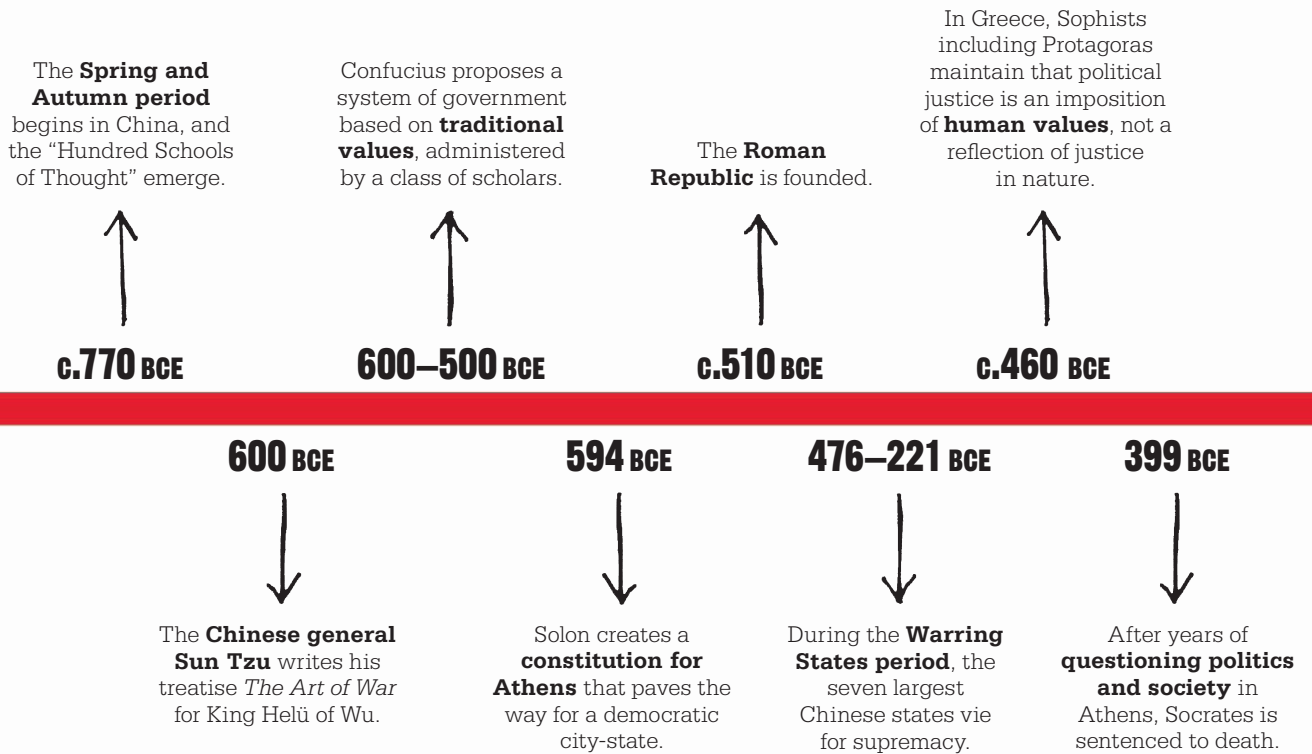 The Spring and
Autumn period
begins in China, and
the “Hundred Schools
of Thought” emerge.
Confucius proposes a
system of government
based on traditional
values, administered
by a class of scholars.
The Roman
Republic is founded.
In Greece, Sophists
including Protagoras
maintain that political
justice is an imposition
of human values, not a
reflection of justice
in nature.
c.770 BCE
600–500 BCE
c.510 BCE
c.460 BCE
600 BCE
594 BCE
476–221 BCE
399 BCE
The Chinese general
Sun Tzu writes his
treatise The Art of War
for King Helü of Wu.
Solon creates a
constitution for
Athens that paves the
way for a democratic
city-state.
During the Warring
States period, the
seven largest
Chinese states vie
for supremacy.
After years of
questioning politics
and society in
Athens, Socrates is
sentenced to death.